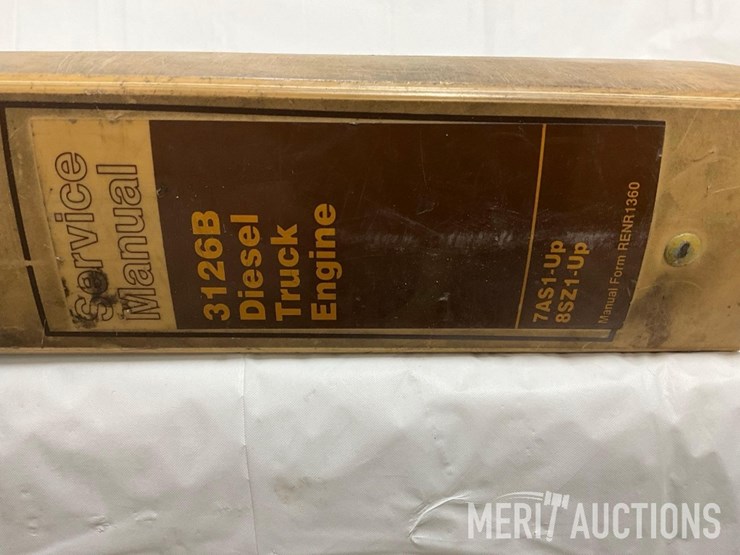 Service
Manual
3126B
Diesel
Truck
Engine
7AS1-Up
8SZ1-Up
Manual Form RENR1360
MERIT AUCTIONS